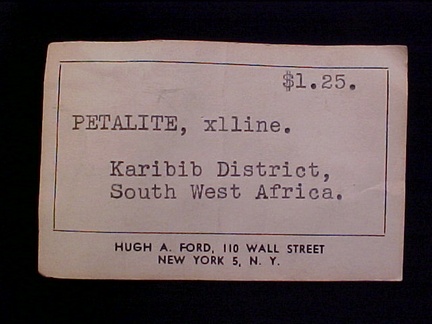 $1.25.
PETALITE, xlline.
Karibib District,
South West Africa.
HUGH A. FORD, 110 WALL STREET
NEW YORK 5, N. Y.